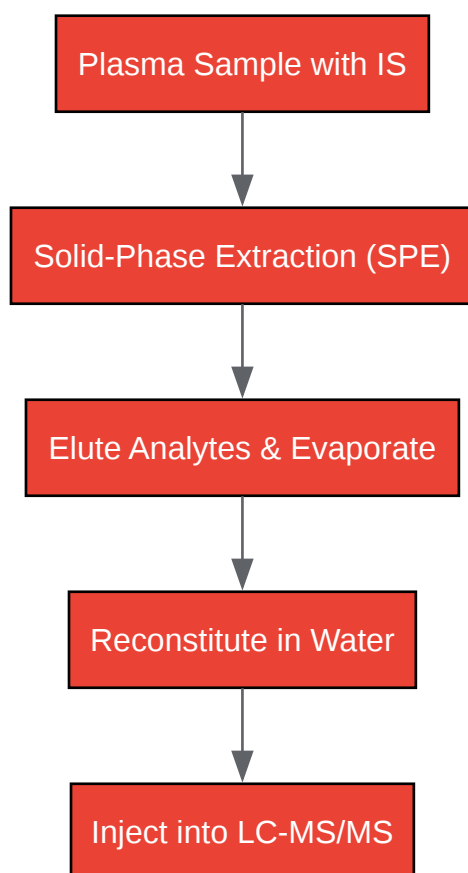 Plasma Sample with IS
Solid-Phase Extraction (SPE)
Elute Analytes & Evaporate
Reconstitute in Water
Inject into LC-MS/MS